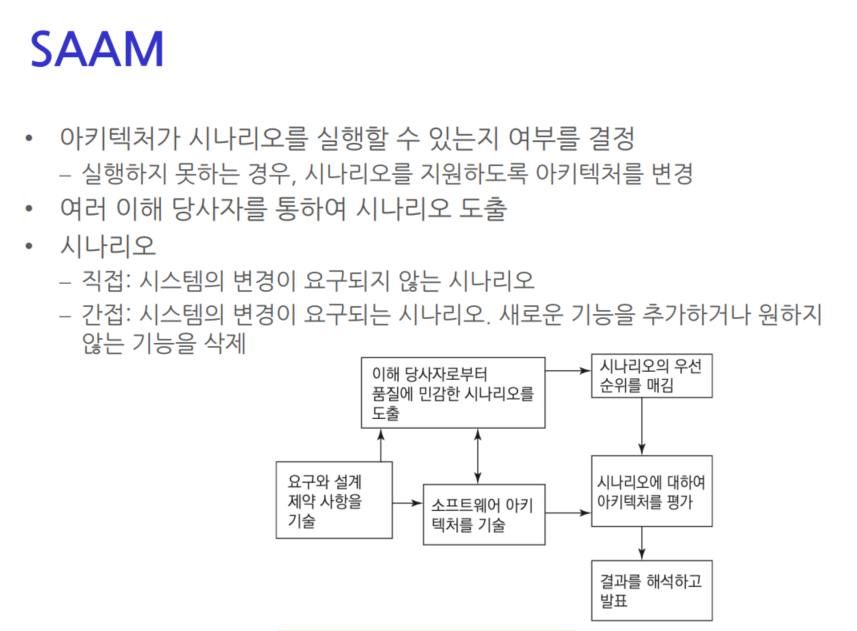 SAAM
• 아키텍처가 시나리오를 실행할 수 있는지 여부를 결정
– 실행하지 못하는 경우, 시나리오를 지원하도록 아키텍처를 변경
• 여러 이해 당사자를 통하여 시나리오 도출
• 시나리오
– 직접: 시스템의 변경이 요구되지 않는 시나리오
– 간접: 시스템의 변경이 요구되는 시나리오. 새로운 기능을 추가하거나 원하지
않는 기능을 삭제
이해 당사자로부터
품질에 민감한 시나리오를
도출
시나리오의 우선
순위를 매김
요구와 설계
제약 사항을
기술
소프트웨어 아키
텍처를 기술
시나리오에 대하여
아키텍처를 평가
결과를 해석하고
발표